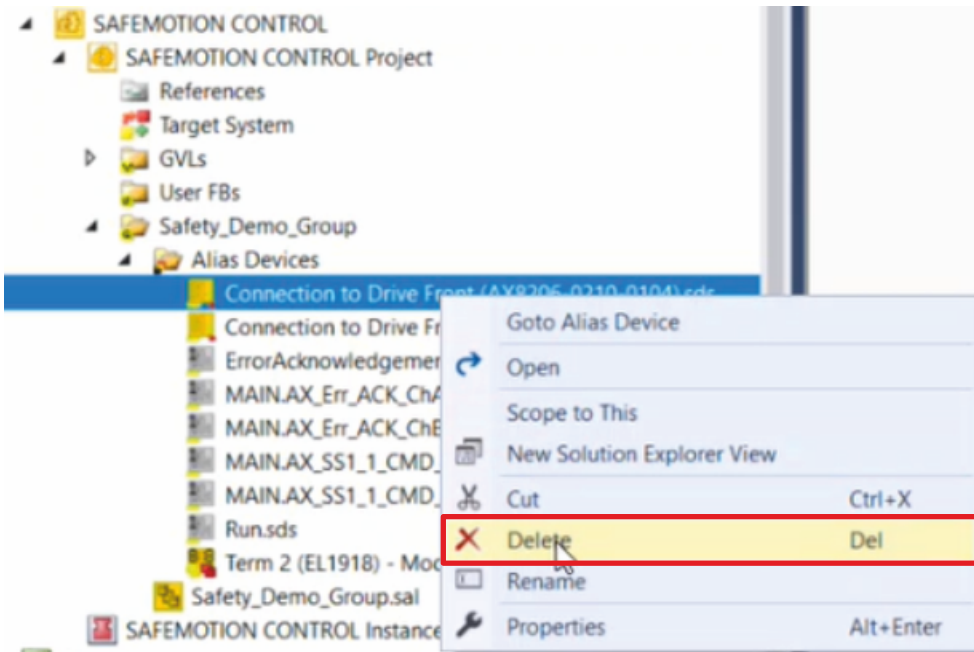 SAFEMOTION CONTROL
SAFEMOTION CONTROL Project
References
Target System
GVLs
User FBs
Safety_Demo_Group
Alias Devices
Connection to Drive Front (AX8206-0210-0104).sds
Connection to Drive Fr
ErrorAcknowledgemen
MAIN.AX_Err_ACK_ChA
MAIN.AX_Err_ACK_ChB
MAIN.AX_SS1_1_CMD_
MAIN.AX_SS1_1_CMD_
Run.sds
Term 2 (EL1918) - Mod
Safety_Demo_Group.sal
SAFEMOTION CONTROL Instance
Goto Alias Device
Open
Scope to This
New Solution Explorer View
Cut Ctrl+X
Delete Del
Rename
Properties Alt+Enter